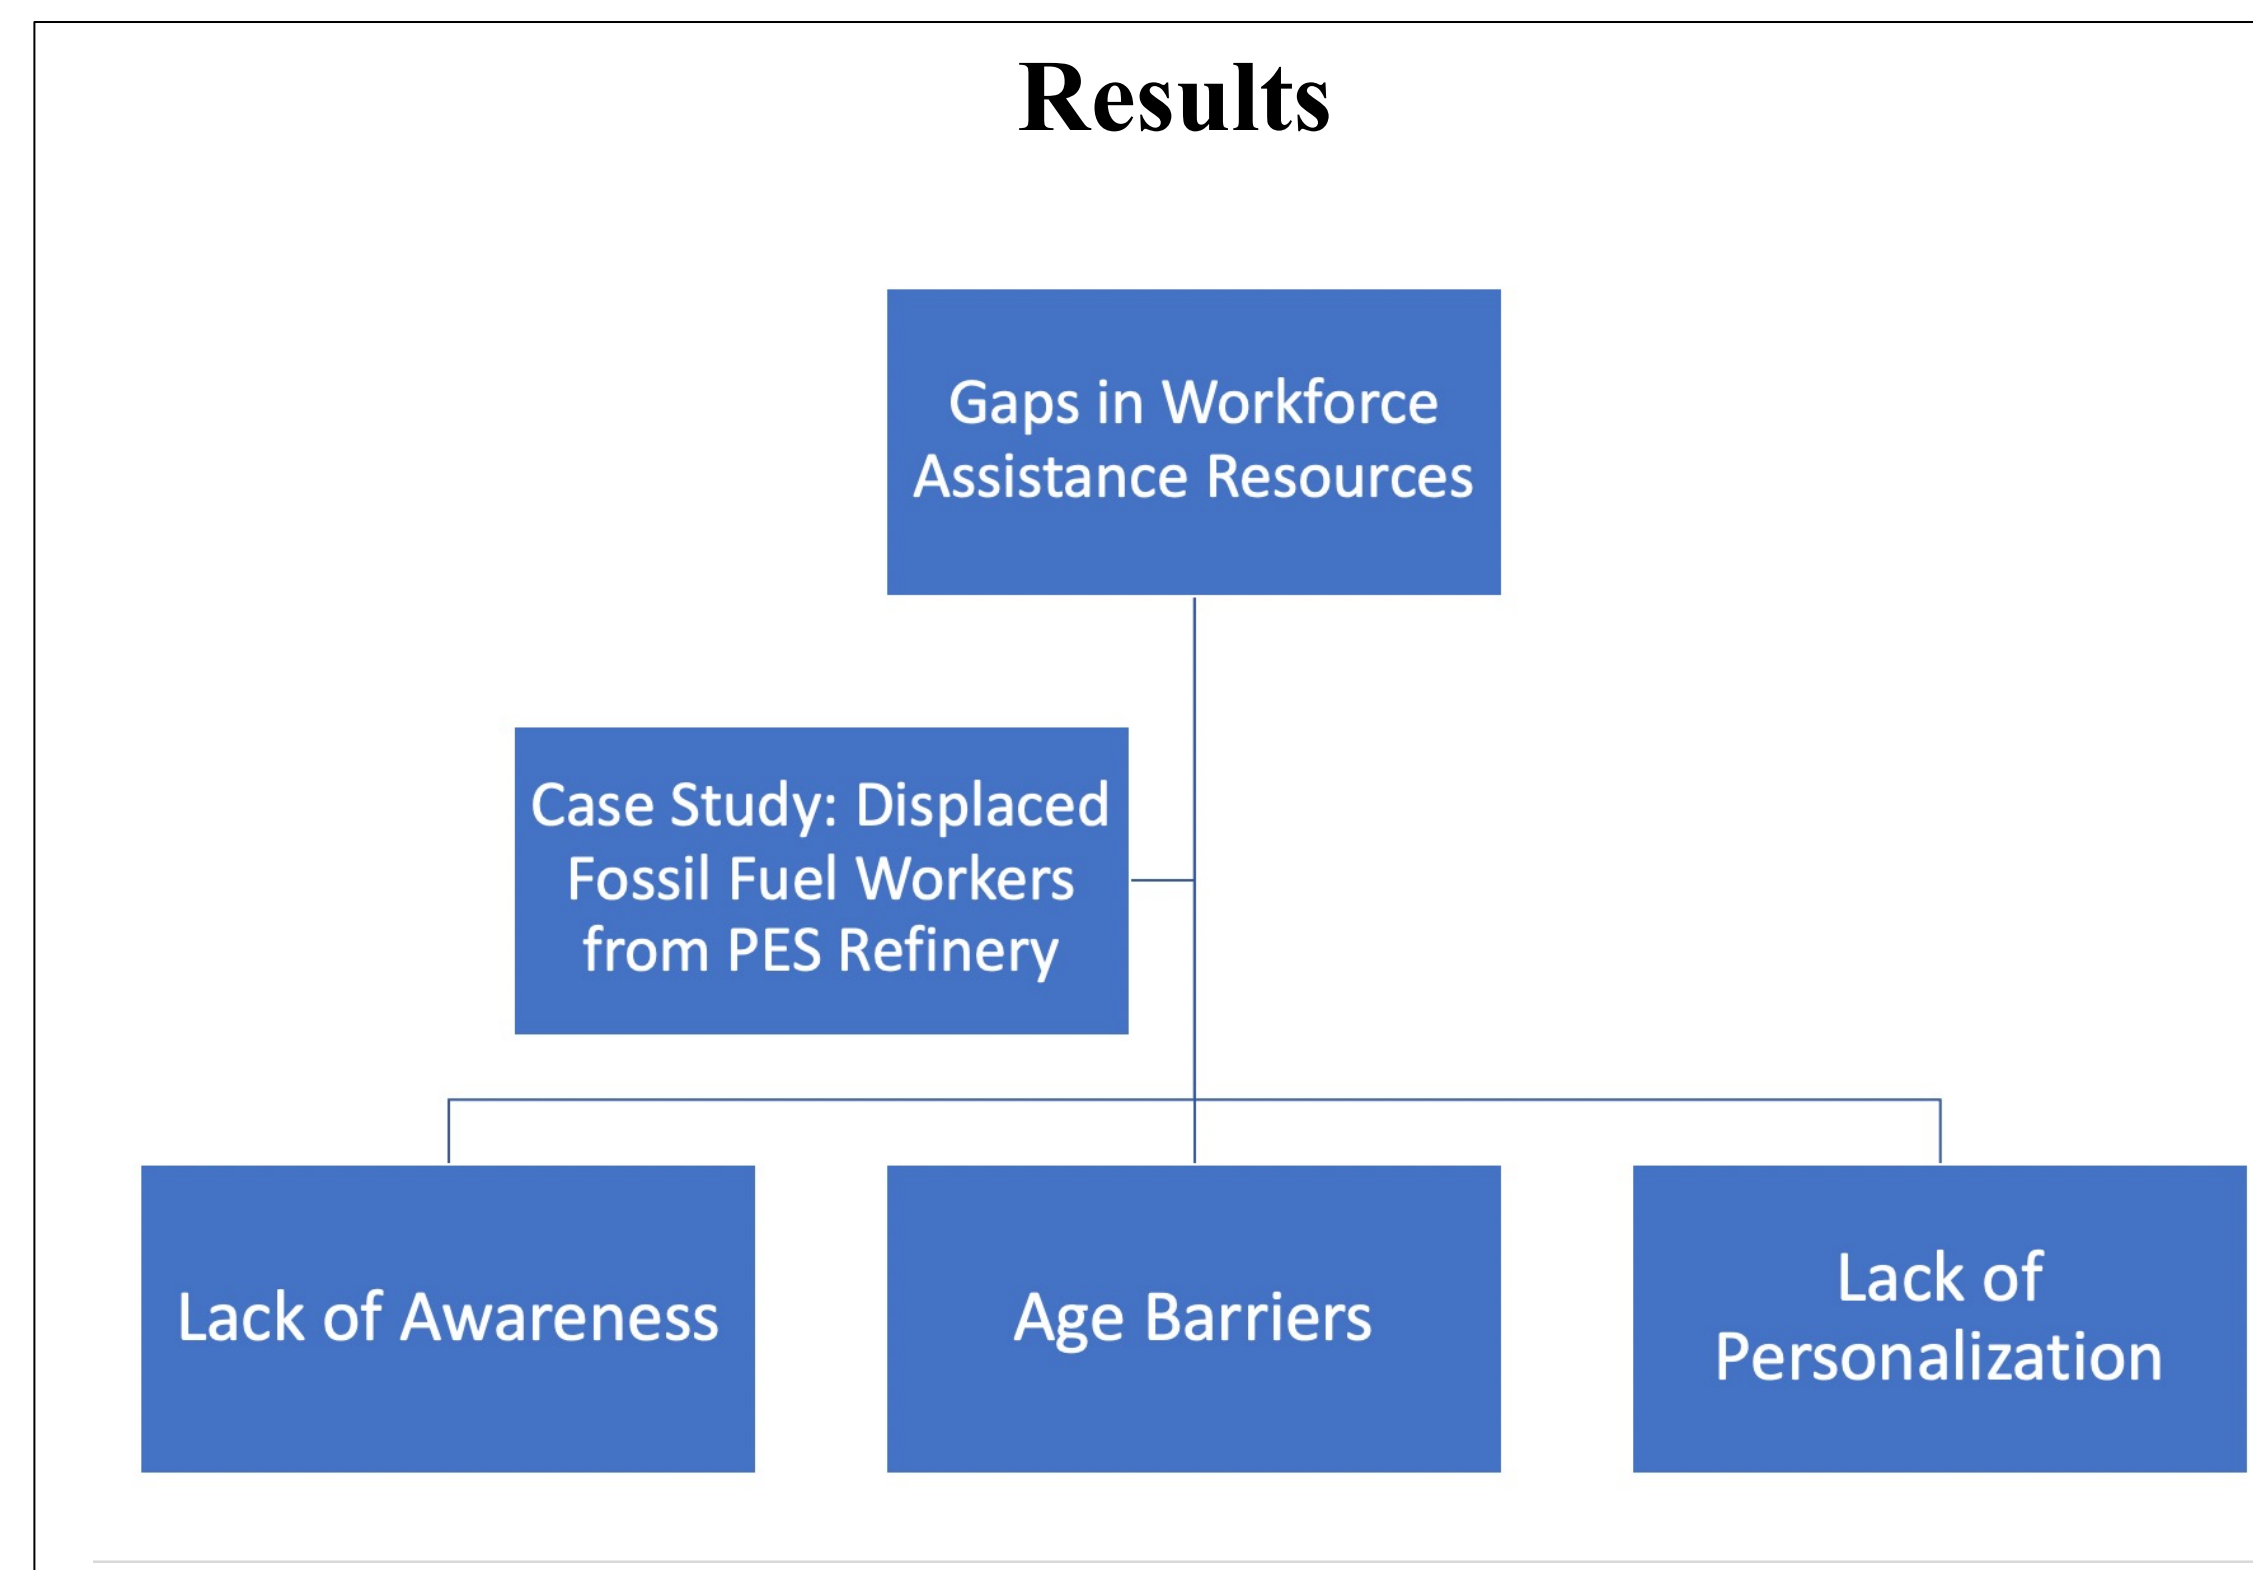 Results
Gaps in Workforce
Assistance Resources
Case Study: Displaced
Fossil Fuel Workers
from PES Refinery
Lack of Awareness
Age Barriers
Lack of
Personalization